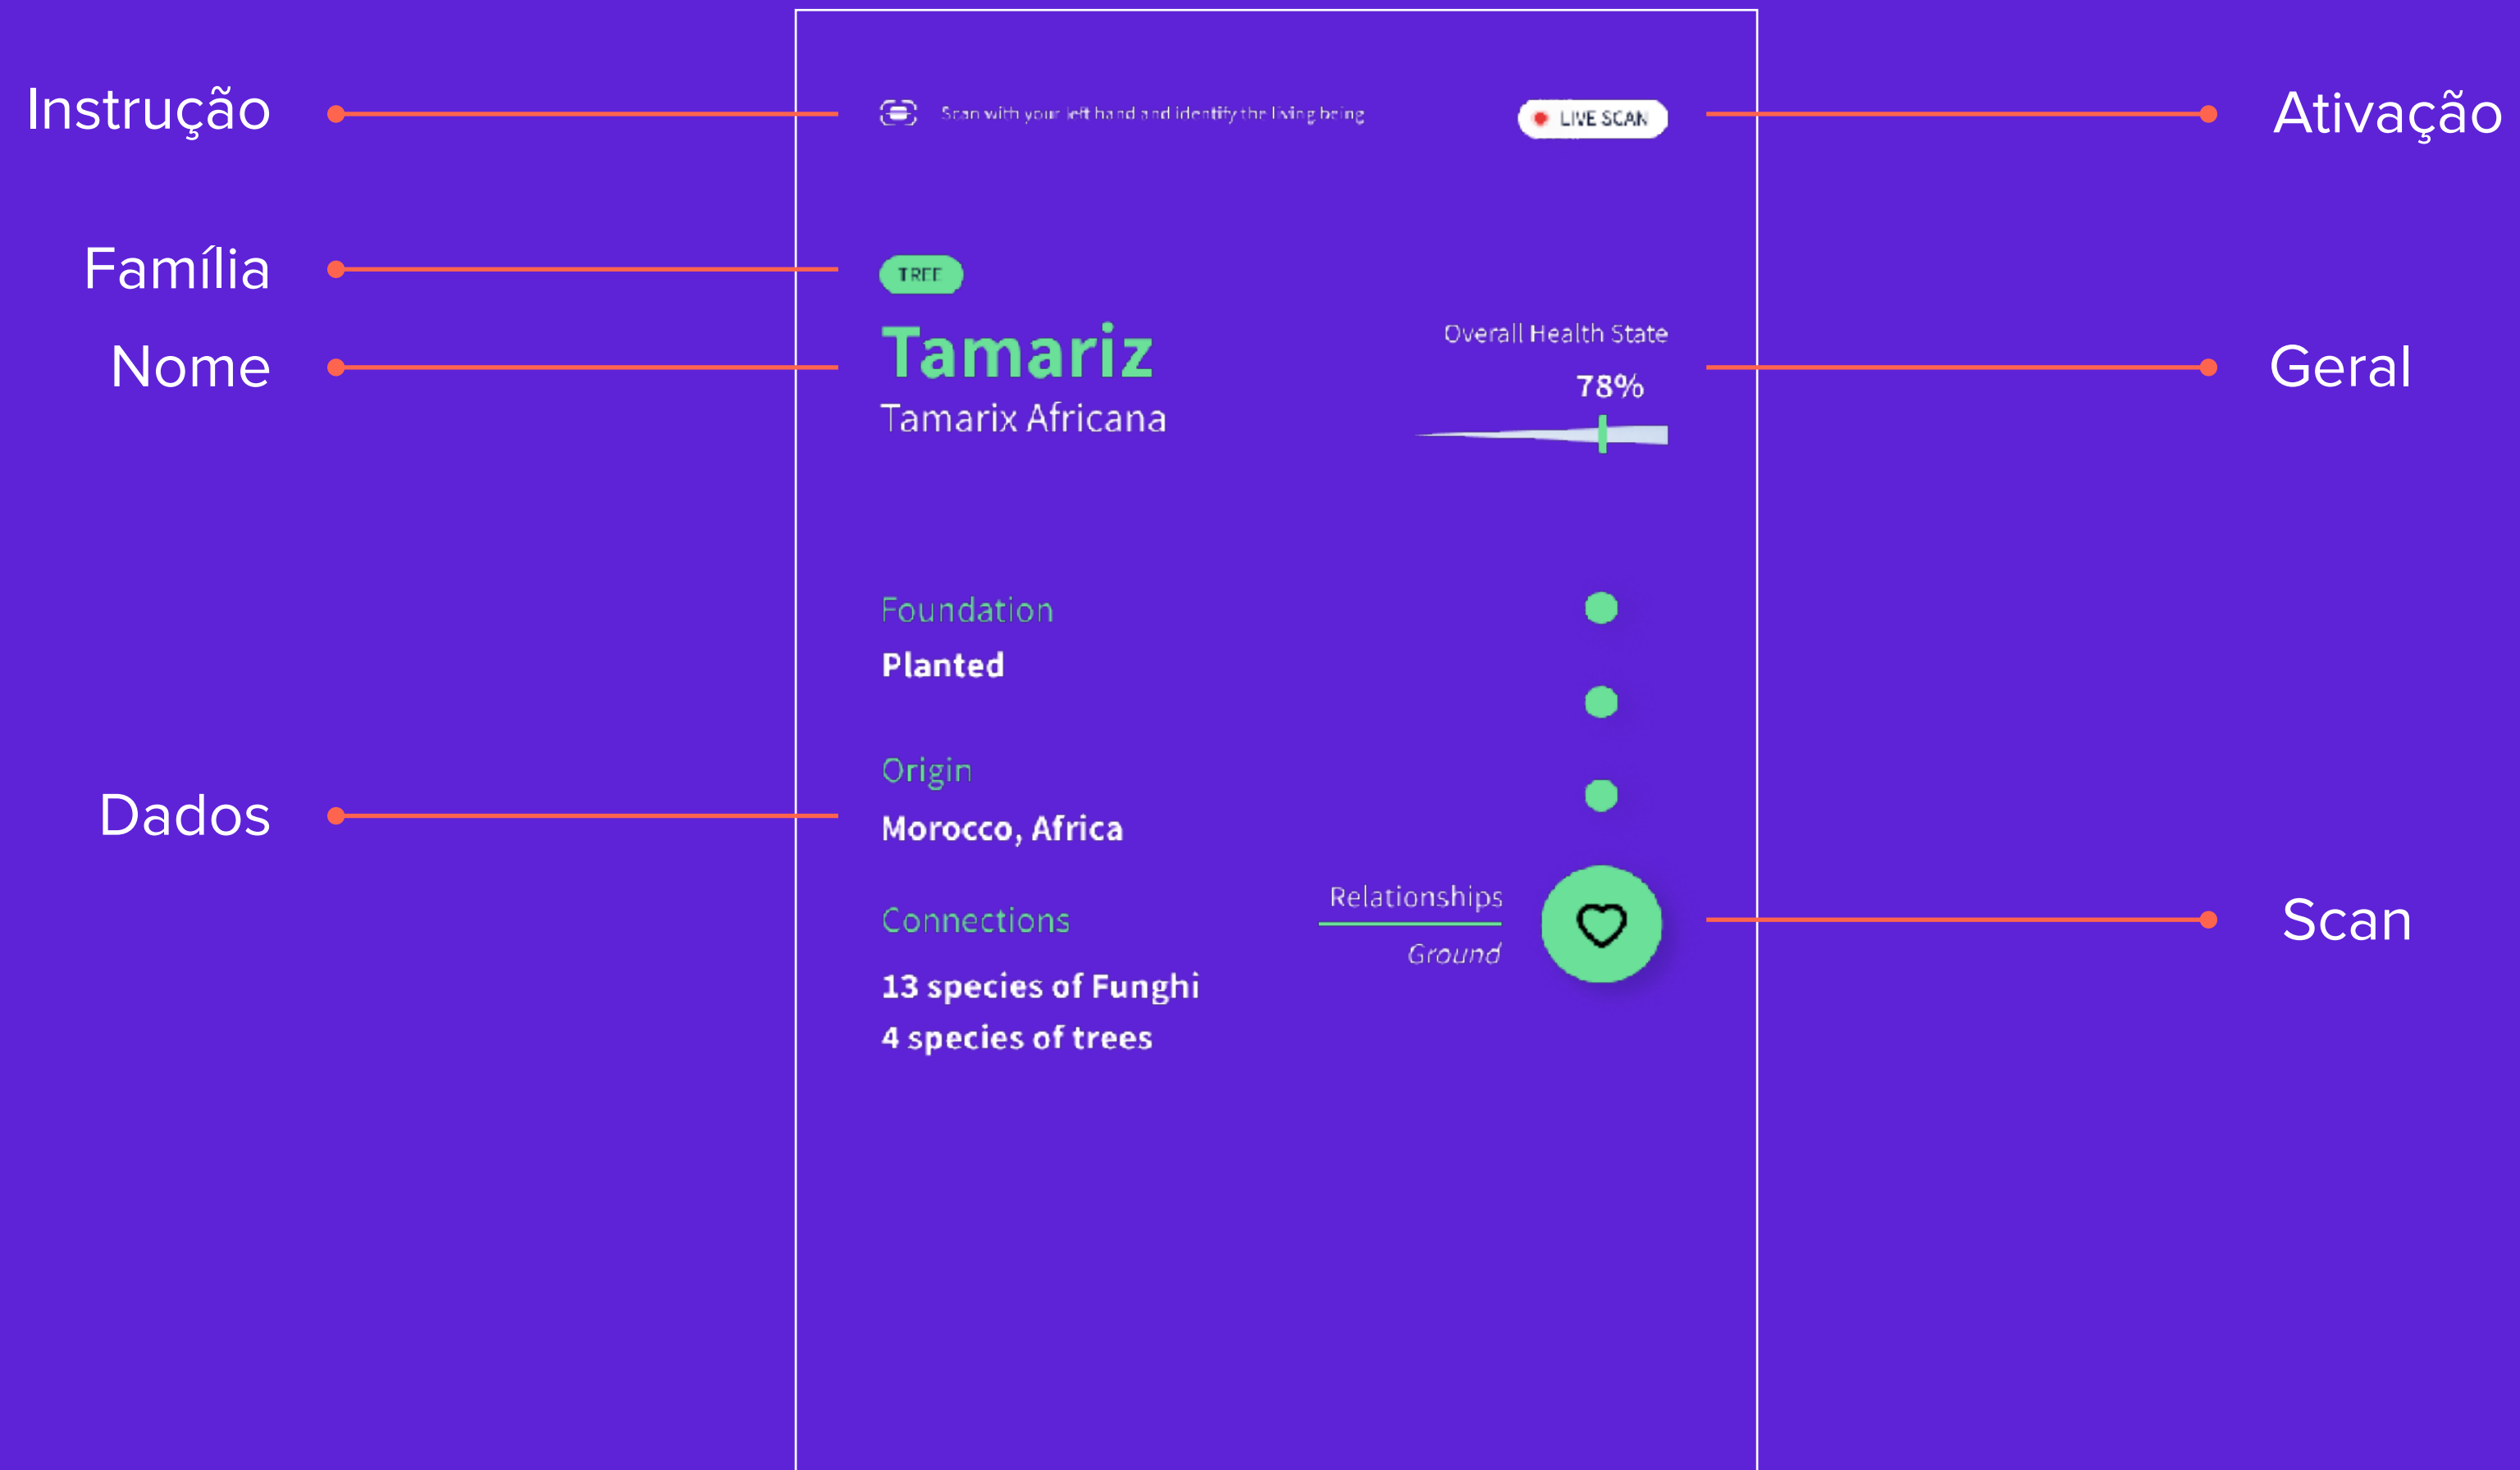 Instrução
Scan with your left hand and identify the living being
LIVE SCAN
Ativação
Família
TREE
Nome
Tamariz
Tamarix Africana
Overall Health State
78%
Geral
Foundation
Planted
Dados
Origin
Morocco, Africa
Connections
13 species of Funghi
4 species of trees
Relationships
Ground
Scan